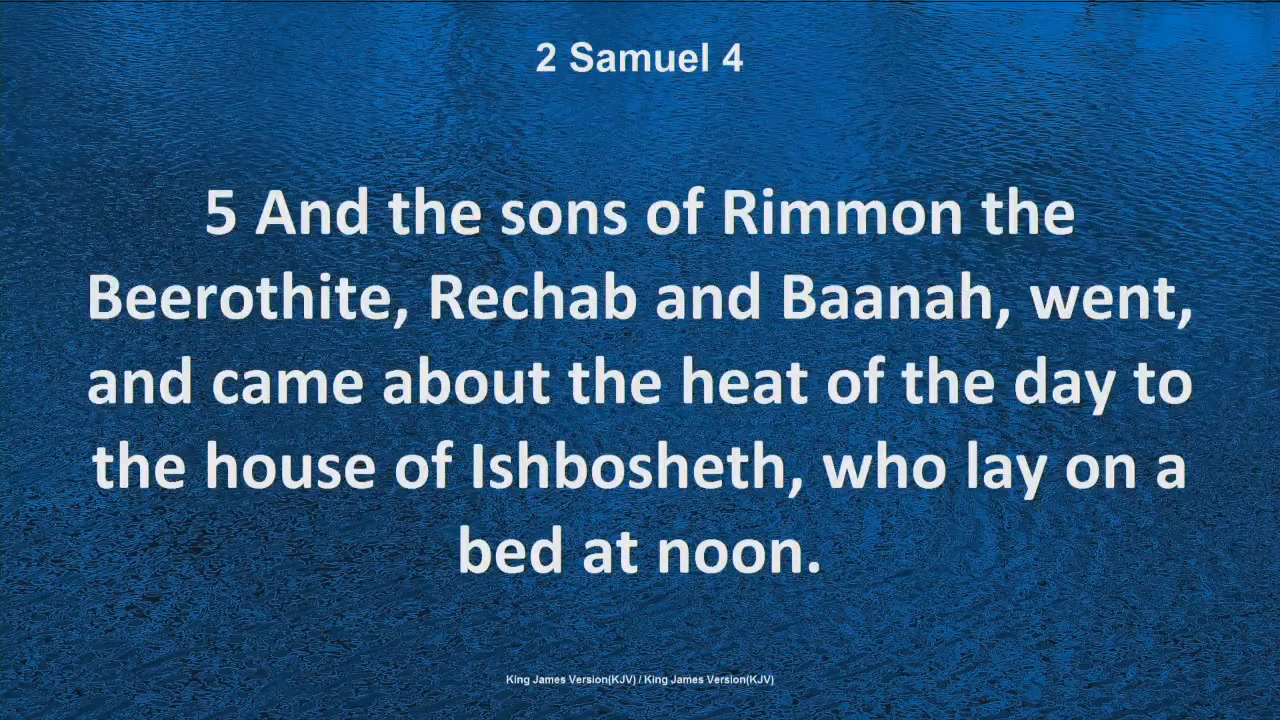 2 Samuel 4
5 And the sons of Rimmon the
Beerothite, Rechab and Baanah, went,
and came about the heat of the day to
the house of Ishbosheth, who lay on a
bed at noon.
King James Version(KJV) / King James Version(KJV)